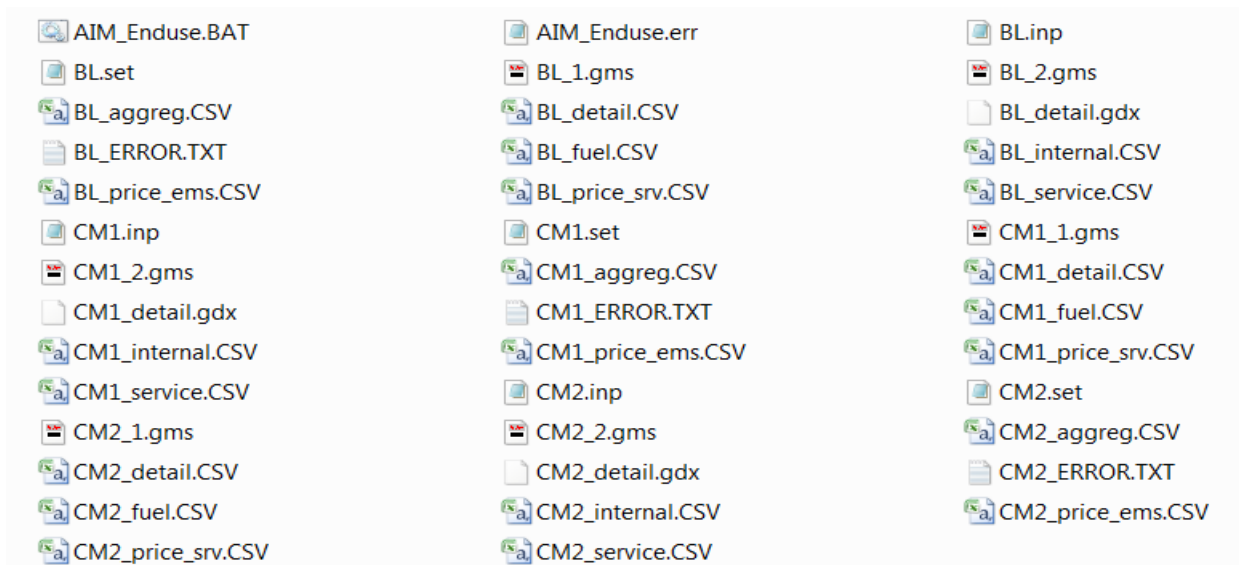 AIM_Enduse.BAT AIM_Enduse.err BL.inp
BL.set BL_1.gms BL_2.gms
BL_aggreg.CSV BL_detail.CSV BL_detail.gdx
BL_ERROR.TXT BL_fuel.CSV BL_internal.CSV
BL_price_ems.CSV BL_price_srv.CSV BL_service.CSV
CM1.inp CM1.set CM1_1.gms
CM1_2.gms CM1_aggreg.CSV CM1_detail.CSV
CM1_detail.gdx CM1_ERROR.TXT CM1_fuel.CSV
CM1_internal.CSV CM1_price_ems.CSV CM1_price_srv.CSV
CM1_service.CSV CM2.inp CM2.set
CM2_1.gms CM2_2.gms CM2_aggreg.CSV
CM2_detail.CSV CM2_detail.gdx CM2_ERROR.TXT
CM2_fuel.CSV CM2_internal.CSV CM2_price_ems.CSV
CM2_price_srv.CSV CM2_service.CSV